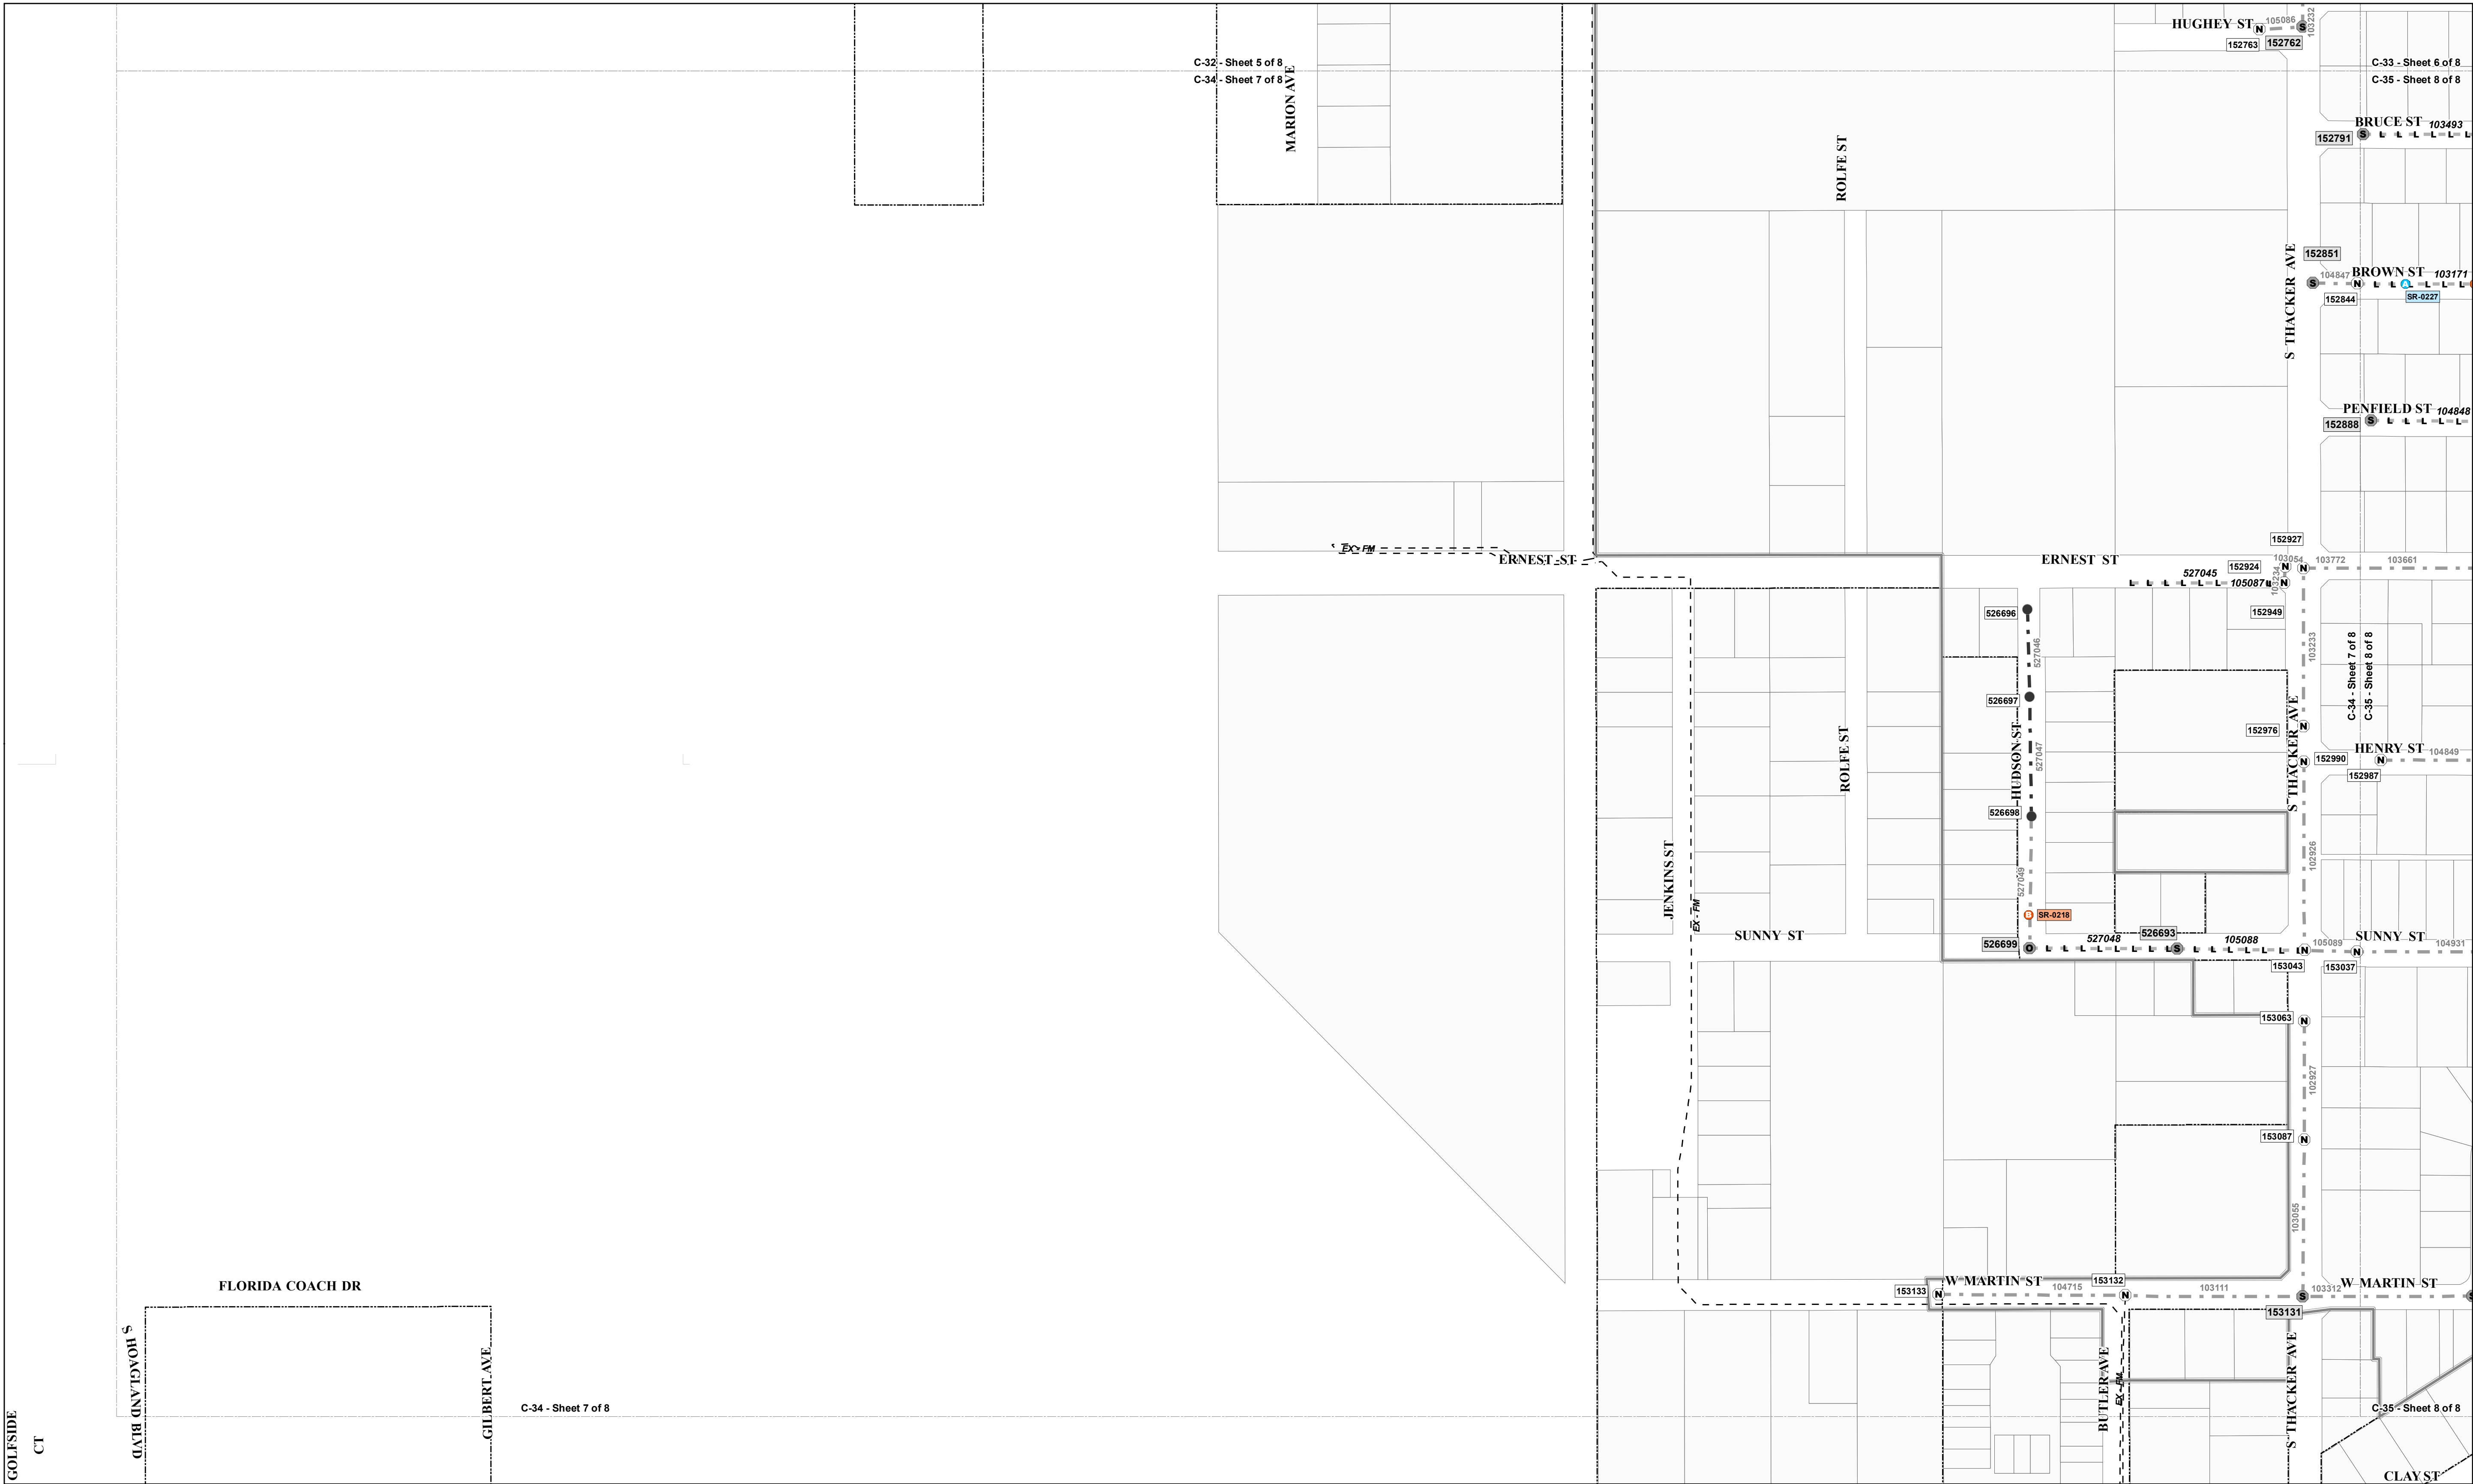 HUGHEY ST
N
105086
S
103232
152763
152762
C-32 - Sheet 5 of 8
C-34 - Sheet 7 of 8
C-33 - Sheet 6 of 8
C-35 - Sheet 8 of 8
MARION AVE
BRUCE ST
103493
152791
S
L L L L L L
ROLFE ST
S THACKER AVE
152851
104847
BROWN ST
103171
S
N
L L A L L L L
152844
SR-0227
PENFIELD ST
104848
152888
S
L L L L L
152927
EX - FM
ERNEST ST
ERNEST ST
103054
103772
103661
152924
N
N
527045
105087
L L L L L L L
N
103234
526696
152949
527046
103233
C-34 - Sheet 7 of 8
C-35 - Sheet 8 of 8
526697
HUDSON ST
527047
ROLFE ST
S THACKER AVE
152976
N
HENRY ST
104849
152990
N
N
152987
526698
JENKINS ST
527049
102926
EX - FM
B
SR-0218
SUNNY ST
526693
526699
527048
105088
105089
SUNNY ST
104931
O
L L L L L L L L
S
L L L L L L L
N
N
153043
153037
153063
N
102927
153087
N
103055
FLORIDA COACH DR
W MARTIN ST
153132
W MARTIN ST
153133
N
104715
N
103111
S
103312
S
153131
S HOAGLAND BLVD
GILBERT AVE
BUTLER AVE
EX - FM
S THACKER AVE
C-34 - Sheet 7 of 8
C-35 - Sheet 8 of 8
GOLFSIDE
CT
CLAY ST